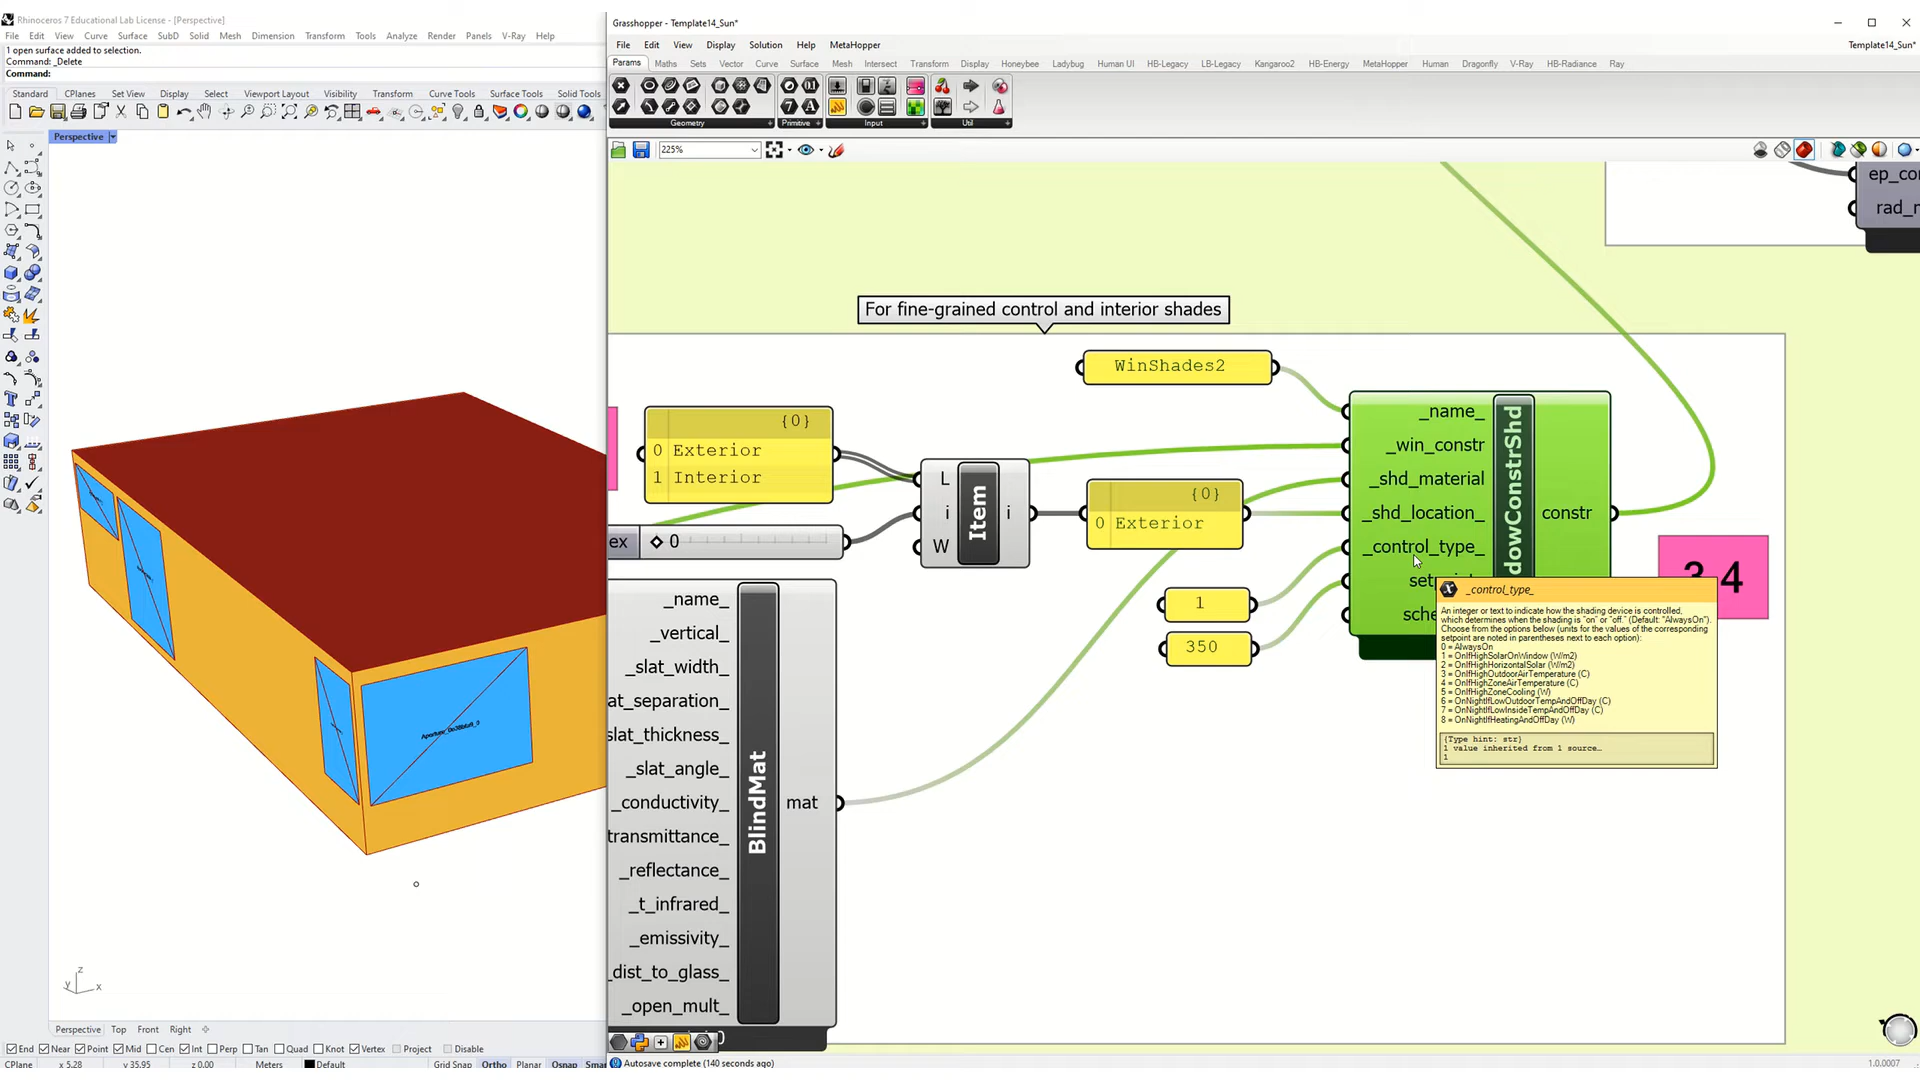 Rhinoceros 7 Educational Lab License - [Perspective]
File Edit View Curve Surface SubD Solid Mesh Dimension Transform Tools Analyze Render Panels V-Ray Help
1 open surface added to selection.
Command: _Delete
Command:
Standard CPlanes Set View Display Select Viewport Layout Visibility Transform Curve Tools Surface Tools Solid Tools
Perspective
z
y x
Perspective Top Front Right
End Near Point Mid Cen Int Perp Tan Quad Knot Vertex Project Disable
CPlane x 5.28 y 35.95 z 0.00 Meters Default Grid Snap Ortho Planar Osnap Smar
Grasshopper - Template14_Sun*
File Edit View Display Solution Help MetaHopper Template14_Sun*
Params Maths Sets Vector Curve Surface Mesh Intersect Transform Display Honeybee Ladybug Human UI HB-Legacy LB-Legacy Kangaroo2 HB-Energy MetaHopper Human Dragonfly V-Ray HB-Radiance Ray
Geometry Primitive Input Util
225%
ep_co
rad_
For fine-grained control and interior shades
WinShades2
{0}
0 Exterior
1 Interior
ex 0
L
i
W
Item
i
{0}
0 Exterior
1
350
_name_
_win_constr
_shd_material
_shd_location_
_control_type_
set
sche
dowConstrShd
constr
3.4
_control_type_
An integer or text to indicate how the shading device is controlled,
which determines when the shading is "on" or "off." (Default: "AlwaysOn").
Choose from the options below (units for the values of the corresponding
setpoint are noted in parentheses next to each option):
0 = AlwaysOn
1 = OnIfHighSolarOnWindow (W/m2)
2 = OnIfHighHorizontalSolar (W/m2)
3 = OnIfHighOutdoorAirTemperature (C)
4 = OnIfHighZoneAirTemperature (C)
5 = OnIfHighZoneCooling (W)
6 = OnNightIfLowOutdoorTempAndOffDay (C)
7 = OnNightIfLowInsideTempAndOffDay (C)
8 = OnNightIfHeatingAndOffDay (W)
{Type hint: str}
1 value inherited from 1 source…
1
_name_
_vertical_
_slat_width_
at_separation_
slat_thickness_
_slat_angle_
_conductivity_
transmittance_
_reflectance_
_t_infrared_
_emissivity_
_dist_to_glass_
_open_mult_
BlindMat
mat
Autosave complete (140 seconds ago)
1.0.0007